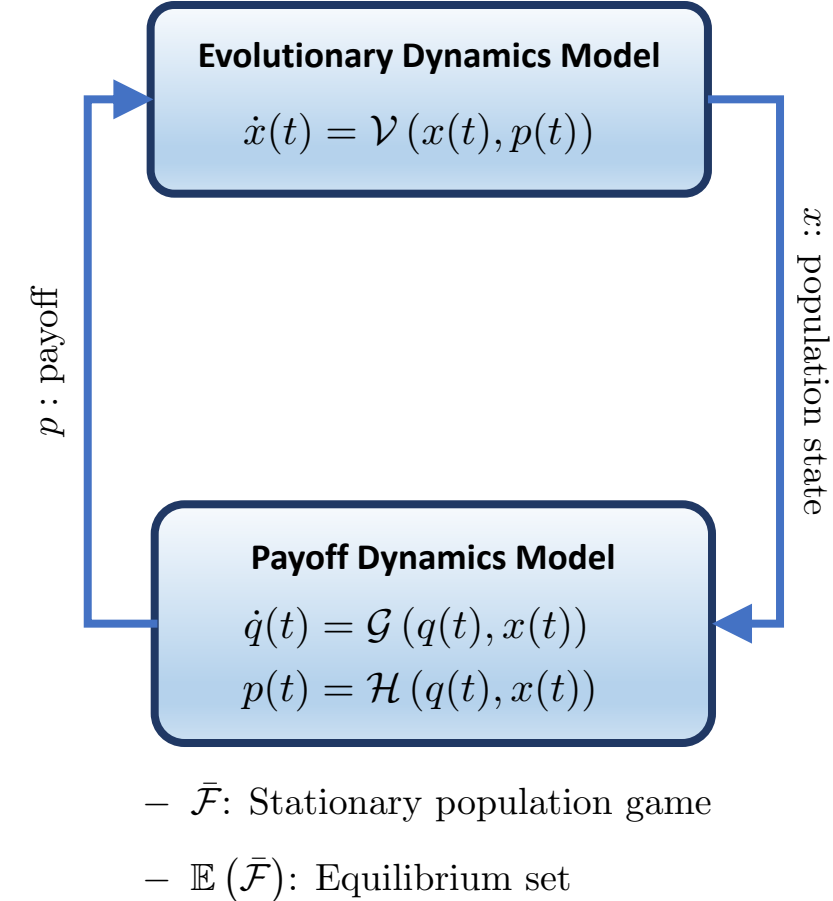 Evolutionary Dynamics Model
ẋ(t) = 𝒱 (x(t), p(t))
p : payoff
x: population state
Payoff Dynamics Model
q̇(t) = 𝒢 (q(t), x(t))
p(t) = ℋ (q(t), x(t))
− ℱ̄: Stationary population game
− 𝔼 (ℱ̄): Equilibrium set